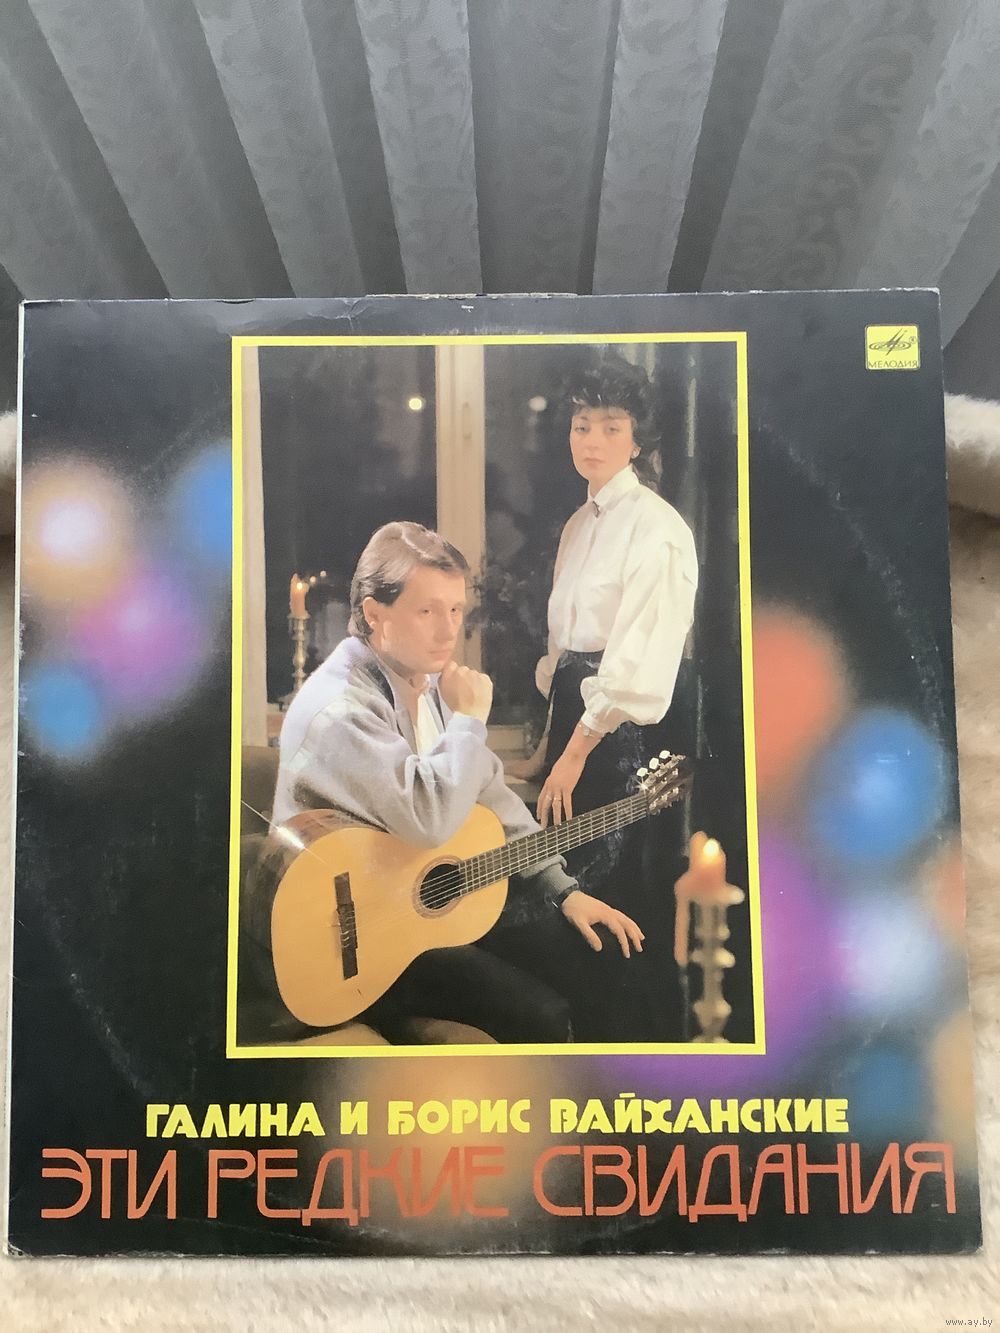 МЕЛОДИЯ
ГАЛИНА И БОРИС ВАЙХАНСКИЕ
ЭТИ РЕДКИЕ СВИДАНИЯ
www.ay.by